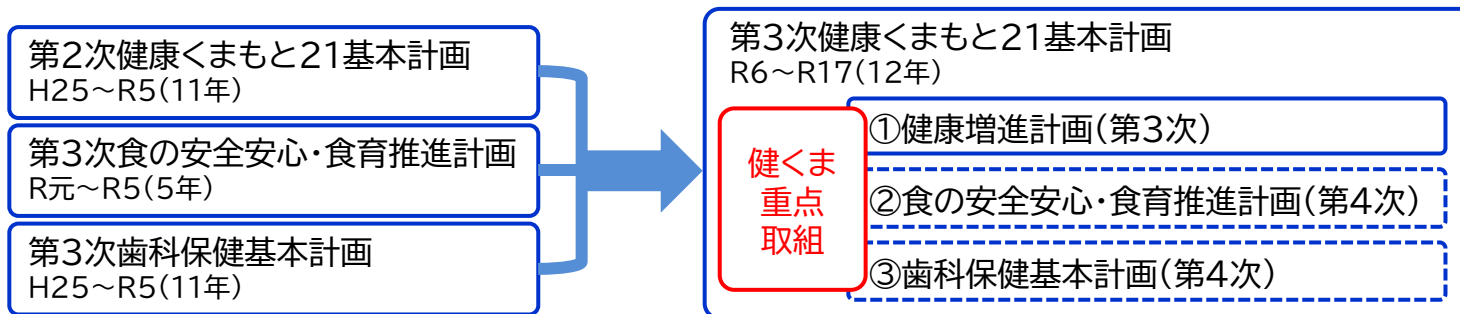 第2次健康くまもと21基本計画
H25～R5(11年)
第3次食の安全安心・食育推進計画
R元～R5(5年)
第3次歯科保健基本計画
H25～R5(11年)
第3次健康くまもと21基本計画
R6～R17(12年)
健くま
重点
取組
①健康増進計画(第3次)
②食の安全安心・食育推進計画(第4次)
③歯科保健基本計画(第4次)